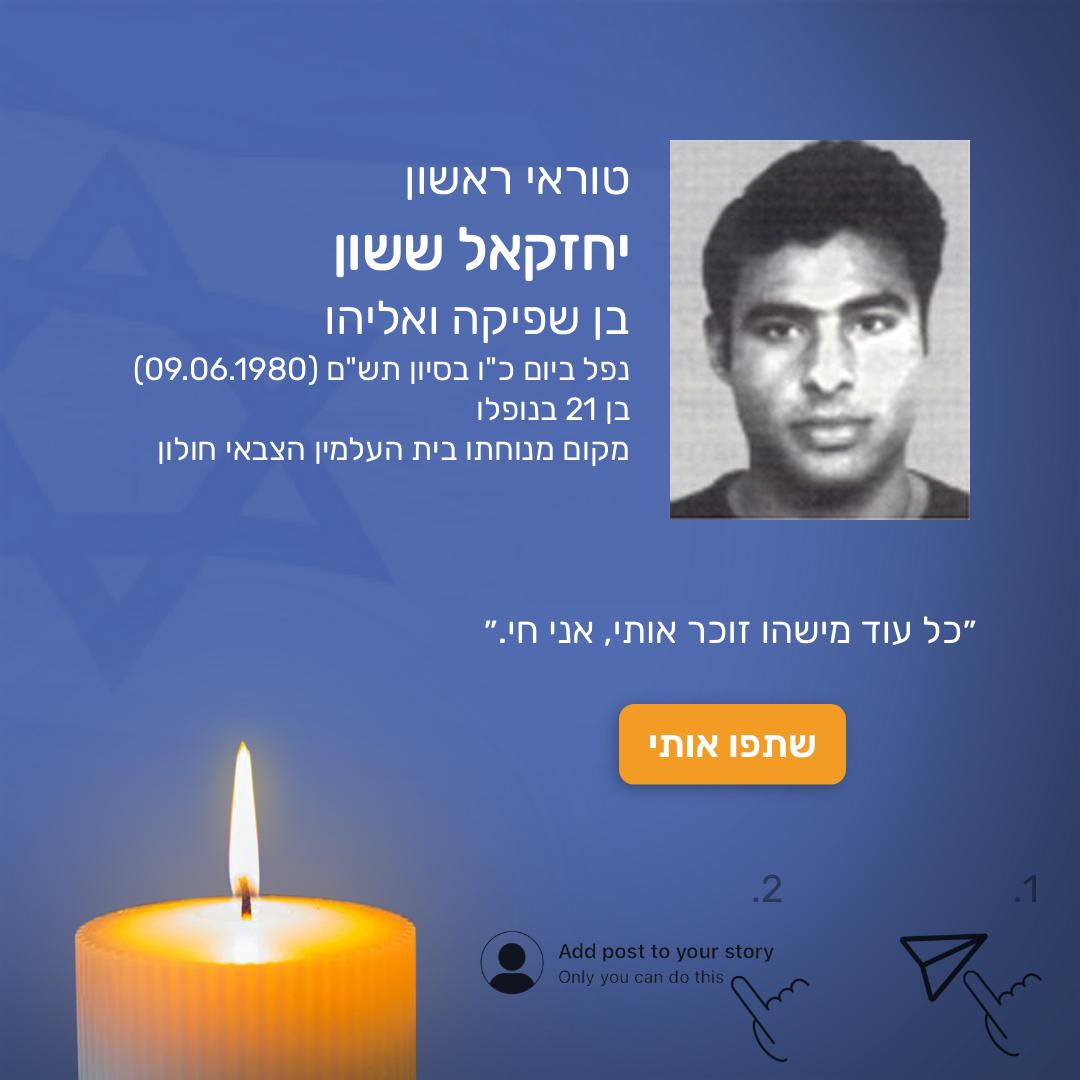 טוראי ראשון
יחזקאל ששון
בן שפיקה ואליהו
נפל ביום כ"ו בסיון תש"ם (09.06.1980)
בן 21 בנופלו
מקום מנוחתו בית העלמין הצבאי חולון
״כל עוד מישהו זוכר אותי, אני חי.״
שתפו אותי
.1
.2
Add post to your story
Only you can do this